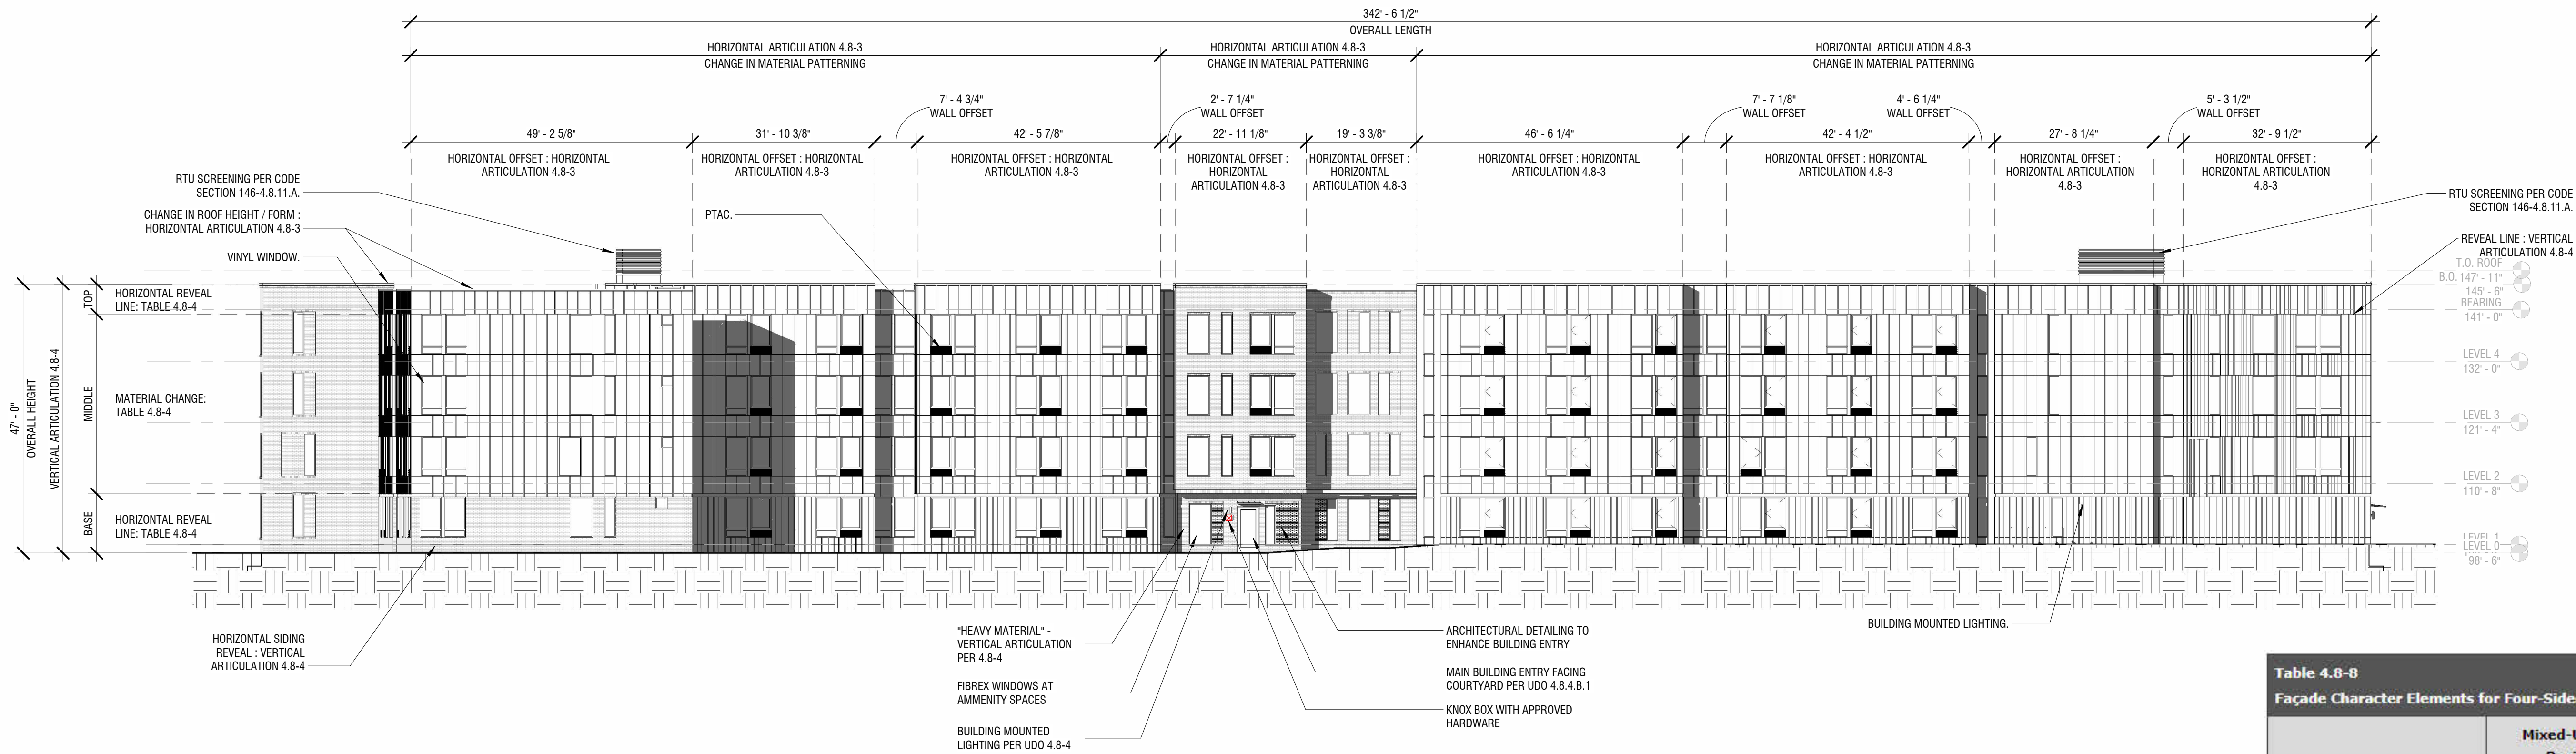 342' - 6 1/2"
OVERALL LENGTH
HORIZONTAL ARTICULATION 4.8-3
CHANGE IN MATERIAL PATTERNING
HORIZONTAL ARTICULATION 4.8-3
CHANGE IN MATERIAL PATTERNING
HORIZONTAL ARTICULATION 4.8-3
CHANGE IN MATERIAL PATTERNING
7' - 4 3/4"
WALL OFFSET
2' - 7 1/4"
WALL OFFSET
7' - 7 1/8"
WALL OFFSET
4' - 6 1/4"
WALL OFFSET
5' - 3 1/2"
WALL OFFSET
49' - 2 5/8"
HORIZONTAL OFFSET : HORIZONTAL
ARTICULATION 4.8-3
31' - 10 3/8"
HORIZONTAL OFFSET : HORIZONTAL
ARTICULATION 4.8-3
42' - 5 7/8"
HORIZONTAL OFFSET : HORIZONTAL
ARTICULATION 4.8-3
22' - 11 1/8"
HORIZONTAL OFFSET :
HORIZONTAL
ARTICULATION 4.8-3
19' - 3 3/8"
HORIZONTAL OFFSET :
HORIZONTAL
ARTICULATION 4.8-3
46' - 6 1/4"
HORIZONTAL OFFSET : HORIZONTAL
ARTICULATION 4.8-3
42' - 4 1/2"
HORIZONTAL OFFSET : HORIZONTAL
ARTICULATION 4.8-3
27' - 8 1/4"
HORIZONTAL OFFSET :
HORIZONTAL ARTICULATION
4.8-3
32' - 9 1/2"
HORIZONTAL OFFSET :
HORIZONTAL ARTICULATION
4.8-3
RTU SCREENING PER CODE
SECTION 146-4.8.11.A.
CHANGE IN ROOF HEIGHT / FORM :
HORIZONTAL ARTICULATION 4.8-3
VINYL WINDOW.
PTAC.
RTU SCREENING PER CODE
SECTION 146-4.8.11.A.
REVEAL LINE : VERTICAL
ARTICULATION 4.8-4
T.O. ROOF
B.O. 147' - 11"
145' - 6"
BEARING
141' - 0"
LEVEL 4
132' - 0"
LEVEL 3
121' - 4"
LEVEL 2
110' - 8"
LEVEL 1
LEVEL 0
98' - 6"
47' - 0"
OVERALL HEIGHT
VERTICAL ARTICULATION 4.8-4
TOP
HORIZONTAL REVEAL
LINE: TABLE 4.8-4
MIDDLE
MATERIAL CHANGE:
TABLE 4.8-4
BASE
HORIZONTAL REVEAL
LINE: TABLE 4.8-4
HORIZONTAL SIDING
REVEAL : VERTICAL
ARTICULATION 4.8-4
"HEAVY MATERIAL" -
VERTICAL ARTICULATION
PER 4.8-4
FIBREX WINDOWS AT
AMMENITY SPACES
BUILDING MOUNTED
LIGHTING PER UDO 4.8-4
ARCHITECTURAL DETAILING TO
ENHANCE BUILDING ENTRY
MAIN BUILDING ENTRY FACING
COURTYARD PER UDO 4.8.4.B.1
KNOX BOX WITH APPROVED
HARDWARE
BUILDING MOUNTED LIGHTING.
Table 4.8-8
Façade Character Elements for Four-Side
Mixed-